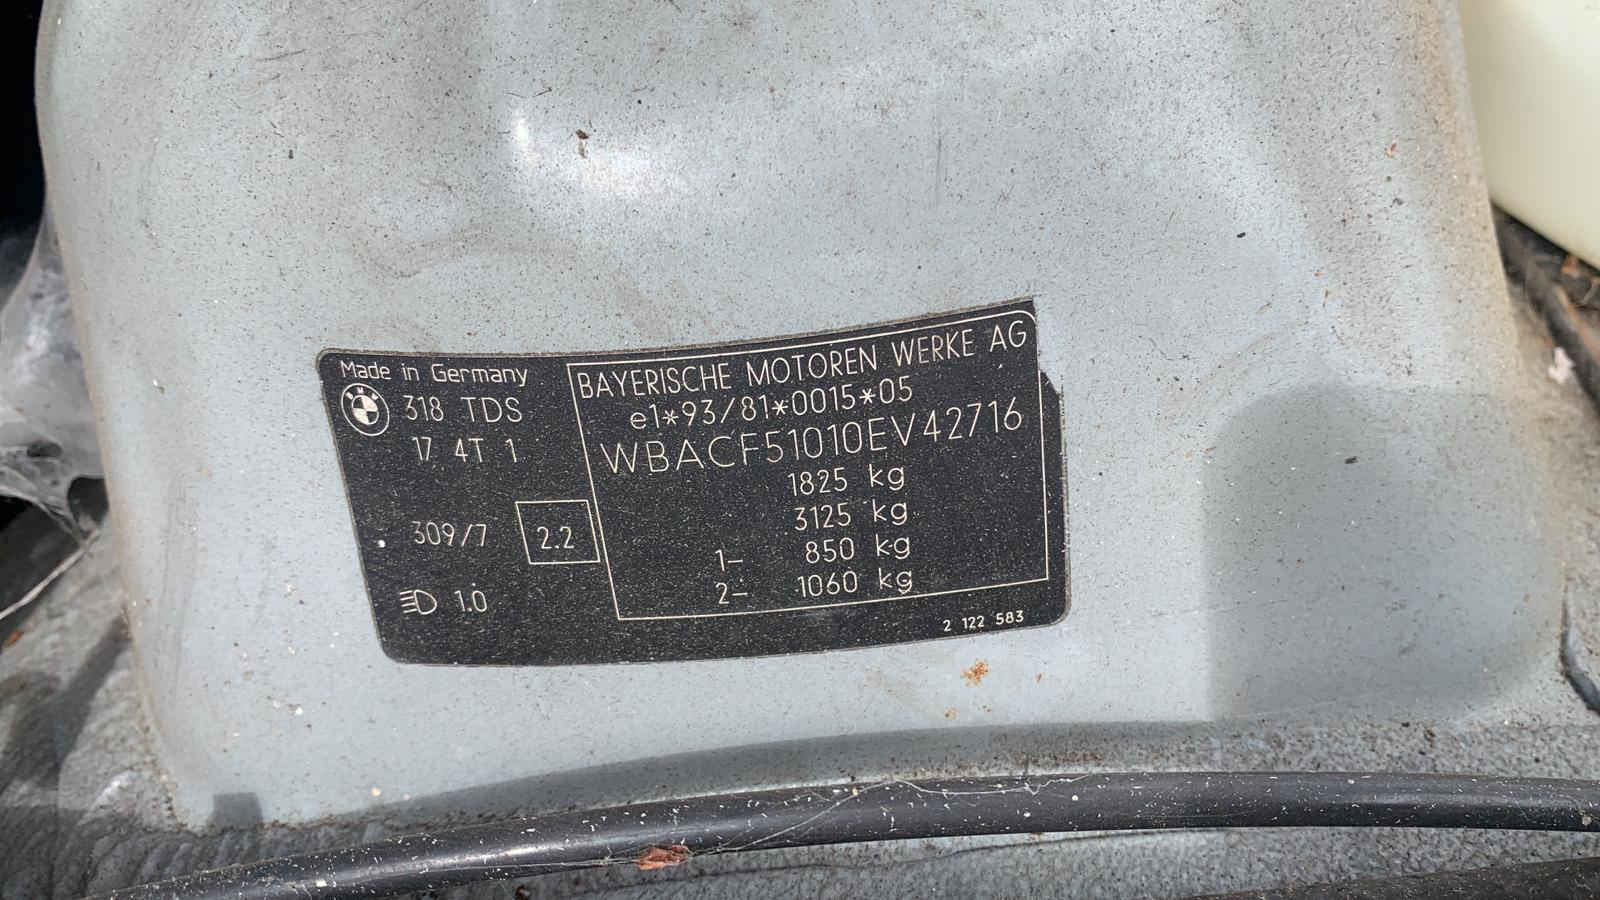 Made in Germany
318 TDS
17 4T 1
309/7
2.2
1.0
BAYERISCHE MOTOREN WERKE AG
e1*93/81*0015*05
WBACF51010EV42716
1825 kg
3125 kg
1- 850 kg
2- 1060 kg
2 122 583